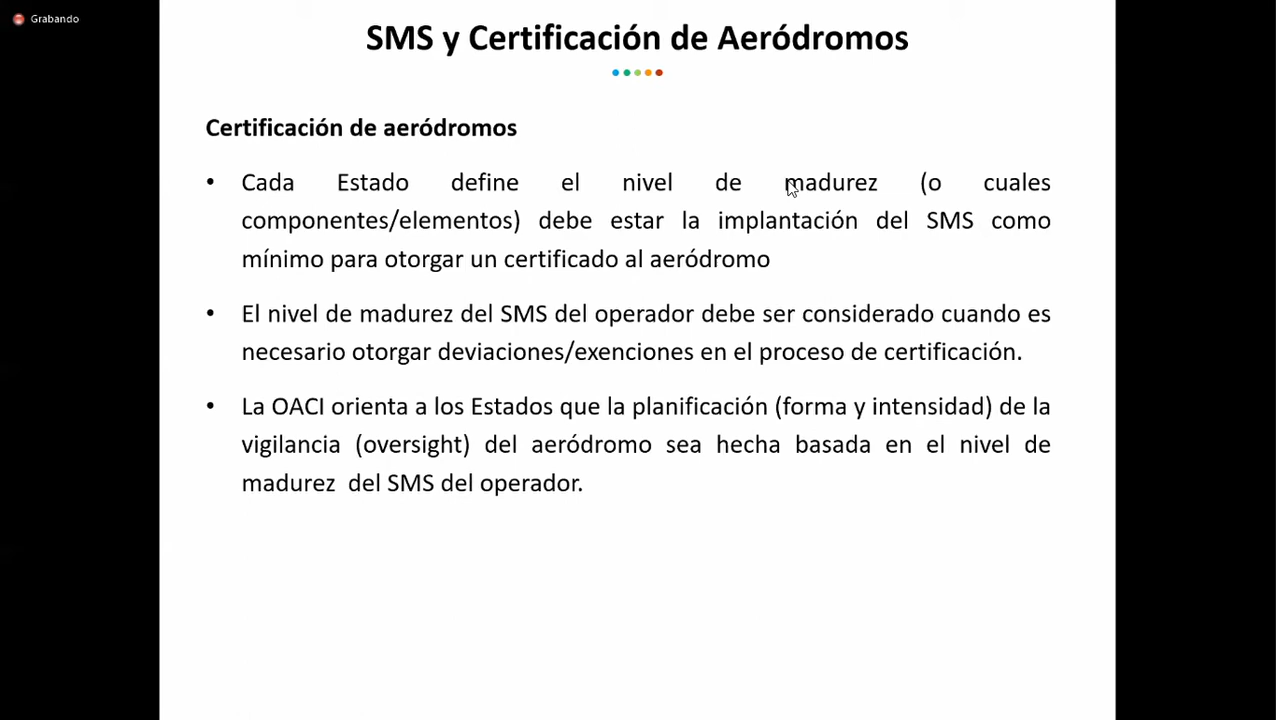 Grabando
SMS y Certificación de Aeródromos
Certificación de aeródromos
• Cada Estado define el nivel de madurez (o cuales
componentes/elementos) debe estar la implantación del SMS como
mínimo para otorgar un certificado al aeródromo
• El nivel de madurez del SMS del operador debe ser considerado cuando es
necesario otorgar deviaciones/exenciones en el proceso de certificación.
• La OACI orienta a los Estados que la planificación (forma y intensidad) de la
vigilancia (oversight) del aeródromo sea hecha basada en el nivel de
madurez del SMS del operador.